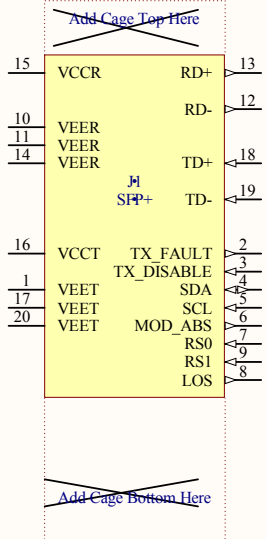 Add Cage Top Here
15 VCCR RD+ 13
RD- 12
10 VEER
11 VEER
14 VEER TD+ 18
J1
SFP+ TD- 19
16 VCCT TX_FAULT 2
TX_DISABLE 3
1 VEET SDA 4
17 VEET SCL 5
20 VEET MOD_ABS 6
RS0 7
RS1 9
LOS 8
Add Cage Bottom Here